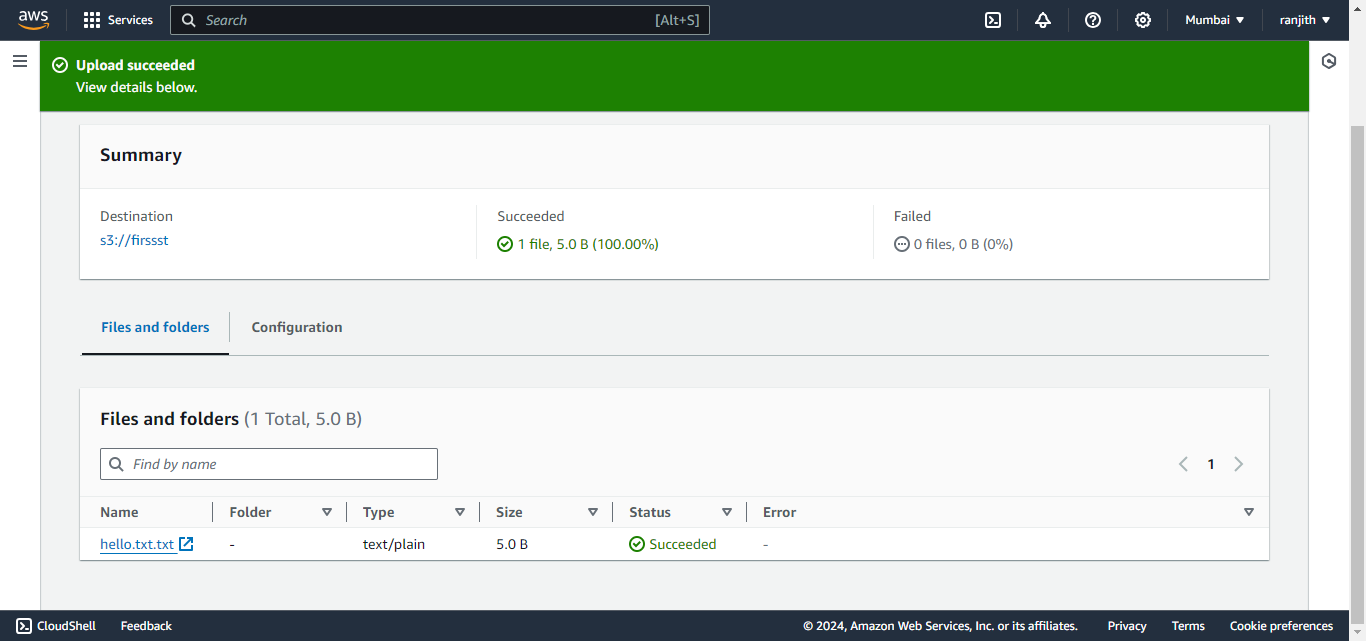 aws Services Search [Alt+S] Mumbai ranjith
Upload succeeded
View details below.
Summary
Destination Succeeded Failed
s3://firssst 1 file, 5.0 B (100.00%) 0 files, 0 B (0%)
Files and folders Configuration
Files and folders (1 Total, 5.0 B)
Find by name 1
Name Folder Type Size Status Error
hello.txt.txt - text/plain 5.0 B Succeeded -
CloudShell Feedback © 2024, Amazon Web Services, Inc. or its affiliates. Privacy Terms Cookie preferences